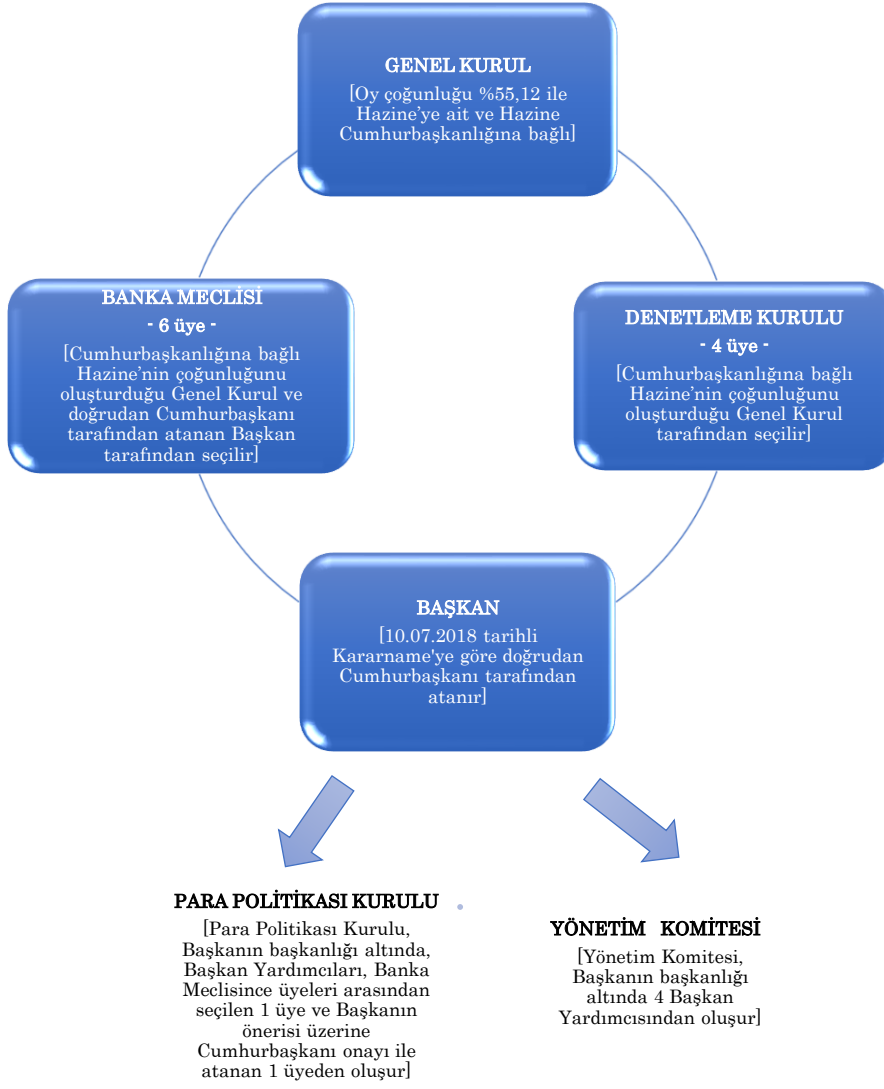 GENEL KURUL
[Oy çoğunluğu %55,12 ile
Hazine’ye ait ve Hazine
Cumhurbaşkanlığına bağlı]
BANKA MECLİSİ
- 6 üye -
[Cumhurbaşkanlığına bağlı
Hazine’nin çoğunluğunu
oluşturduğu Genel Kurul ve
doğrudan Cumhurbaşkanı
tarafından atanan Başkan
tarafından seçilir]
DENETLEME KURULU
- 4 üye -
[Cumhurbaşkanlığına bağlı
Hazine’nin çoğunluğunu
oluşturduğu Genel Kurul
tarafından seçilir]
BAŞKAN
[10.07.2018 tarihli
Kararname'ye göre doğrudan
Cumhurbaşkanı tarafından
atanır]
PARA POLİTİKASI KURULU
[Para Politikası Kurulu,
Başkanın başkanlığı altında,
Başkan Yardımcıları, Banka
Meclisince üyeleri arasından
seçilen 1 üye ve Başkanın
önerisi üzerine
Cumhurbaşkanı onayı ile
atanan 1 üyeden oluşur]
YÖNETİM KOMİTESİ
[Yönetim Komitesi,
Başkanın başkanlığı
altında 4 Başkan
Yardımcısından oluşur]